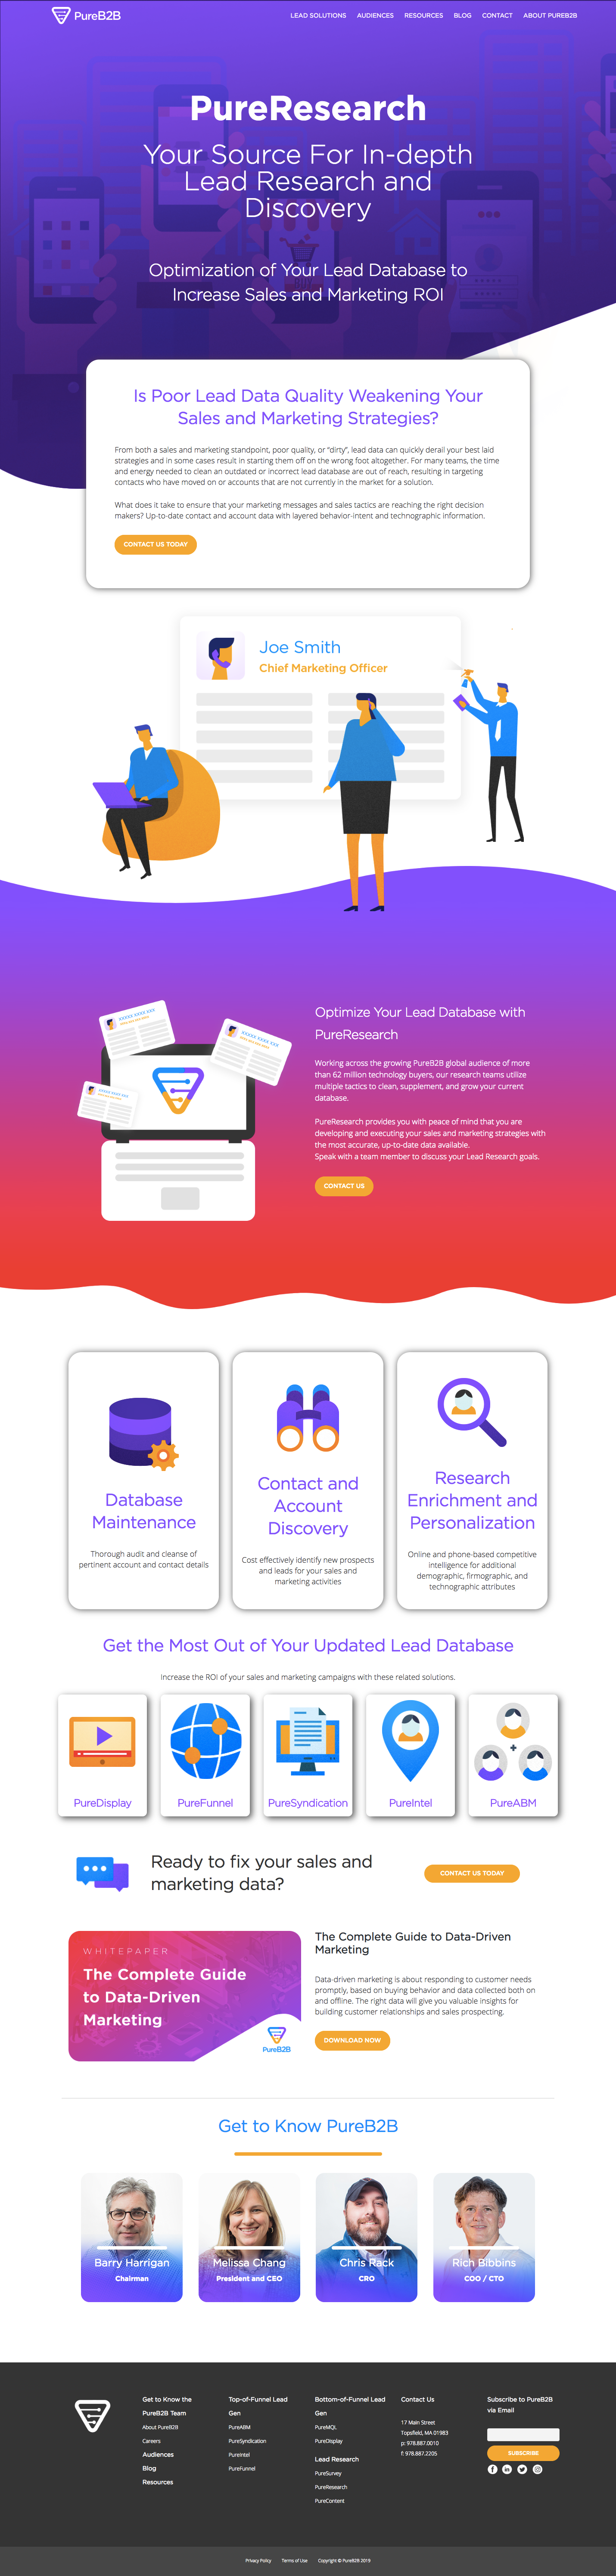 PureB2B
LEAD SOLUTIONS AUDIENCES RESOURCES BLOG CONTACT ABOUT PUREB2B
PureResearch
Your Source For In-depth
Lead Research and
Discovery
Optimization of Your Lead Database to
Increase Sales and Marketing ROI
Is Poor Lead Data Quality Weakening Your
Sales and Marketing Strategies?
From both a sales and marketing standpoint, poor quality, or “dirty”, lead data can quickly derail your best laid
strategies and in some cases result in starting them off on the wrong foot altogether. For many teams, the time
and energy needed to clean an outdated or incorrect lead database are out of reach, resulting in targeting
contacts who have moved on or accounts that are not currently in the market for a solution.
What does it take to ensure that your marketing messages and sales tactics are reaching the right decision
makers? Up-to-date contact and account data with layered behavior-intent and technographic information.
CONTACT US TODAY
Joe Smith
Chief Marketing Officer
XXXXX XXXX XXX
XXXXX XXXX XXX
XXXXX XXXX XXX
Optimize Your Lead Database with
PureResearch
Working across the growing PureB2B global audience of more
than 62 million technology buyers, our research teams utilize
multiple tactics to clean, supplement, and grow your current
database.
PureResearch provides you with peace of mind that you are
developing and executing your sales and marketing strategies with
the most accurate, up-to-date data available.
Speak with a team member to discuss your Lead Research goals.
CONTACT US
Database
Maintenance
Thorough audit and cleanse of
pertinent account and contact details
Contact and
Account
Discovery
Cost effectively identify new prospects
and leads for your sales and
marketing activities
Research
Enrichment and
Personalization
Online and phone-based competitive
intelligence for additional
demographic, firmographic, and
technographic attributes
Get the Most Out of Your Updated Lead Database
Increase the ROI of your sales and marketing campaigns with these related solutions.
PureDisplay
PureFunnel
PureSyndication
PureIntel
PureABM
Ready to fix your sales and
marketing data?
CONTACT US TODAY
WHITEPAPER
The Complete Guide
to Data-Driven
Marketing
PureB2B
The Complete Guide to Data-Driven
Marketing
Data-driven marketing is about responding to customer needs
promptly, based on buying behavior and data collected both on
and offline. The right data will give you valuable insights for
building customer relationships and sales prospecting.
DOWNLOAD NOW
Get to Know PureB2B
Barry Harrigan
Chairman
Melissa Chang
President and CEO
Chris Rack
CRO
Rich Bibbins
COO / CTO
Get to Know the
PureB2B Team
About PureB2B
Careers
Audiences
Blog
Resources
Top-of-Funnel Lead
Gen
PureABM
PureSyndication
PureIntel
PureFunnel
Bottom-of-Funnel Lead
Gen
PureMQL
PureDisplay
Lead Research
PureSurvey
PureResearch
PureContent
Contact Us
17 Main Street
Topsfield, MA 01983
p: 978.887.0010
f: 978.887.2205
Subscribe to PureB2B
via Email
SUBSCRIBE
Privacy Policy Terms of Use Copyright © PureB2B 2019